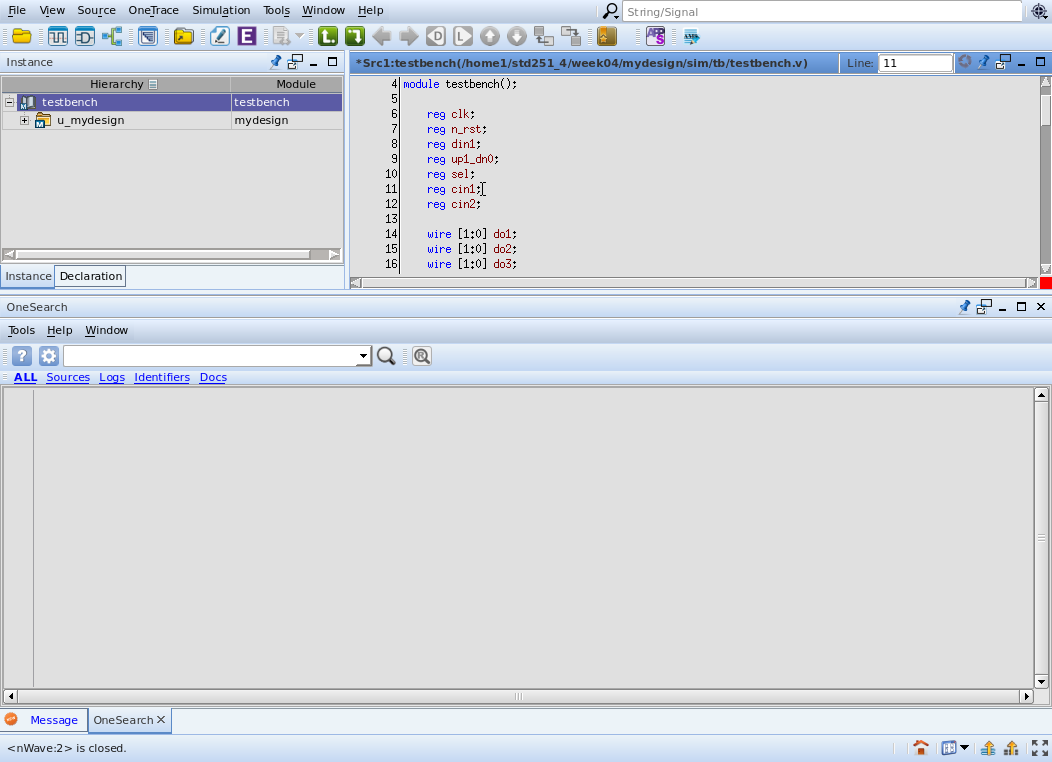 File View Source OneTrace Simulation Tools Window Help String/Signal
Instance
Hierarchy Module
testbench testbench
u_mydesign mydesign
Instance Declaration
*Src1:testbench(/home1/std251_4/week04/mydesign/sim/tb/testbench.v) Line: 11
4 module testbench();
5
6 reg clk;
7 reg n_rst;
8 reg din1;
9 reg up1_dn0;
10 reg sel;
11 reg cin1;
12 reg cin2;
13
14 wire [1:0] do1;
15 wire [1:0] do2;
16 wire [1:0] do3;
OneSearch
Tools Help Window
ALL Sources Logs Identifiers Docs
Message OneSearch
<nWave:2> is closed.